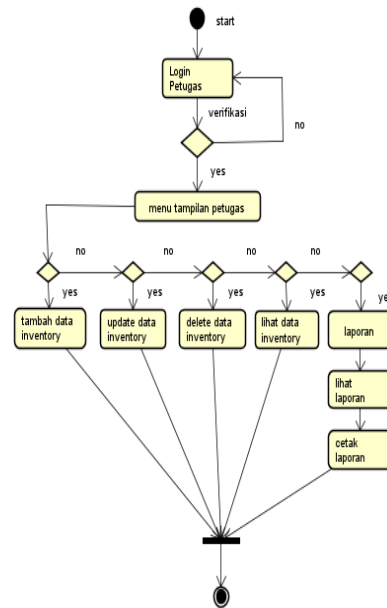 start
Login
Petugas
verifikasi
no
yes
menu tampilan petugas
no
no
no
no
yes
yes
yes
yes
ye
tambah data
inventory
update data
inventory
delete data
inventory
lihat data
inventory
laporan
lihat
laporan
cetak
laporan